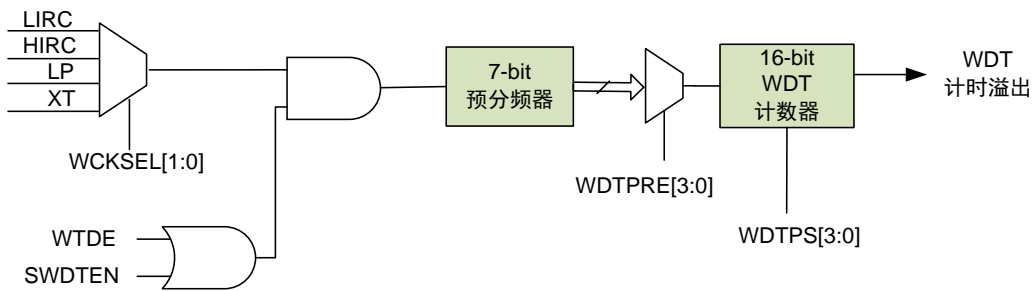 LIRC
HIRC
LP
XT
WCKSEL[1:0]
WTDE
SWDTEN
7-bit
预分频器
WDTPRE[3:0]
16-bit
WDT
计数器
WDTPS[3:0]
WDT
计时溢出